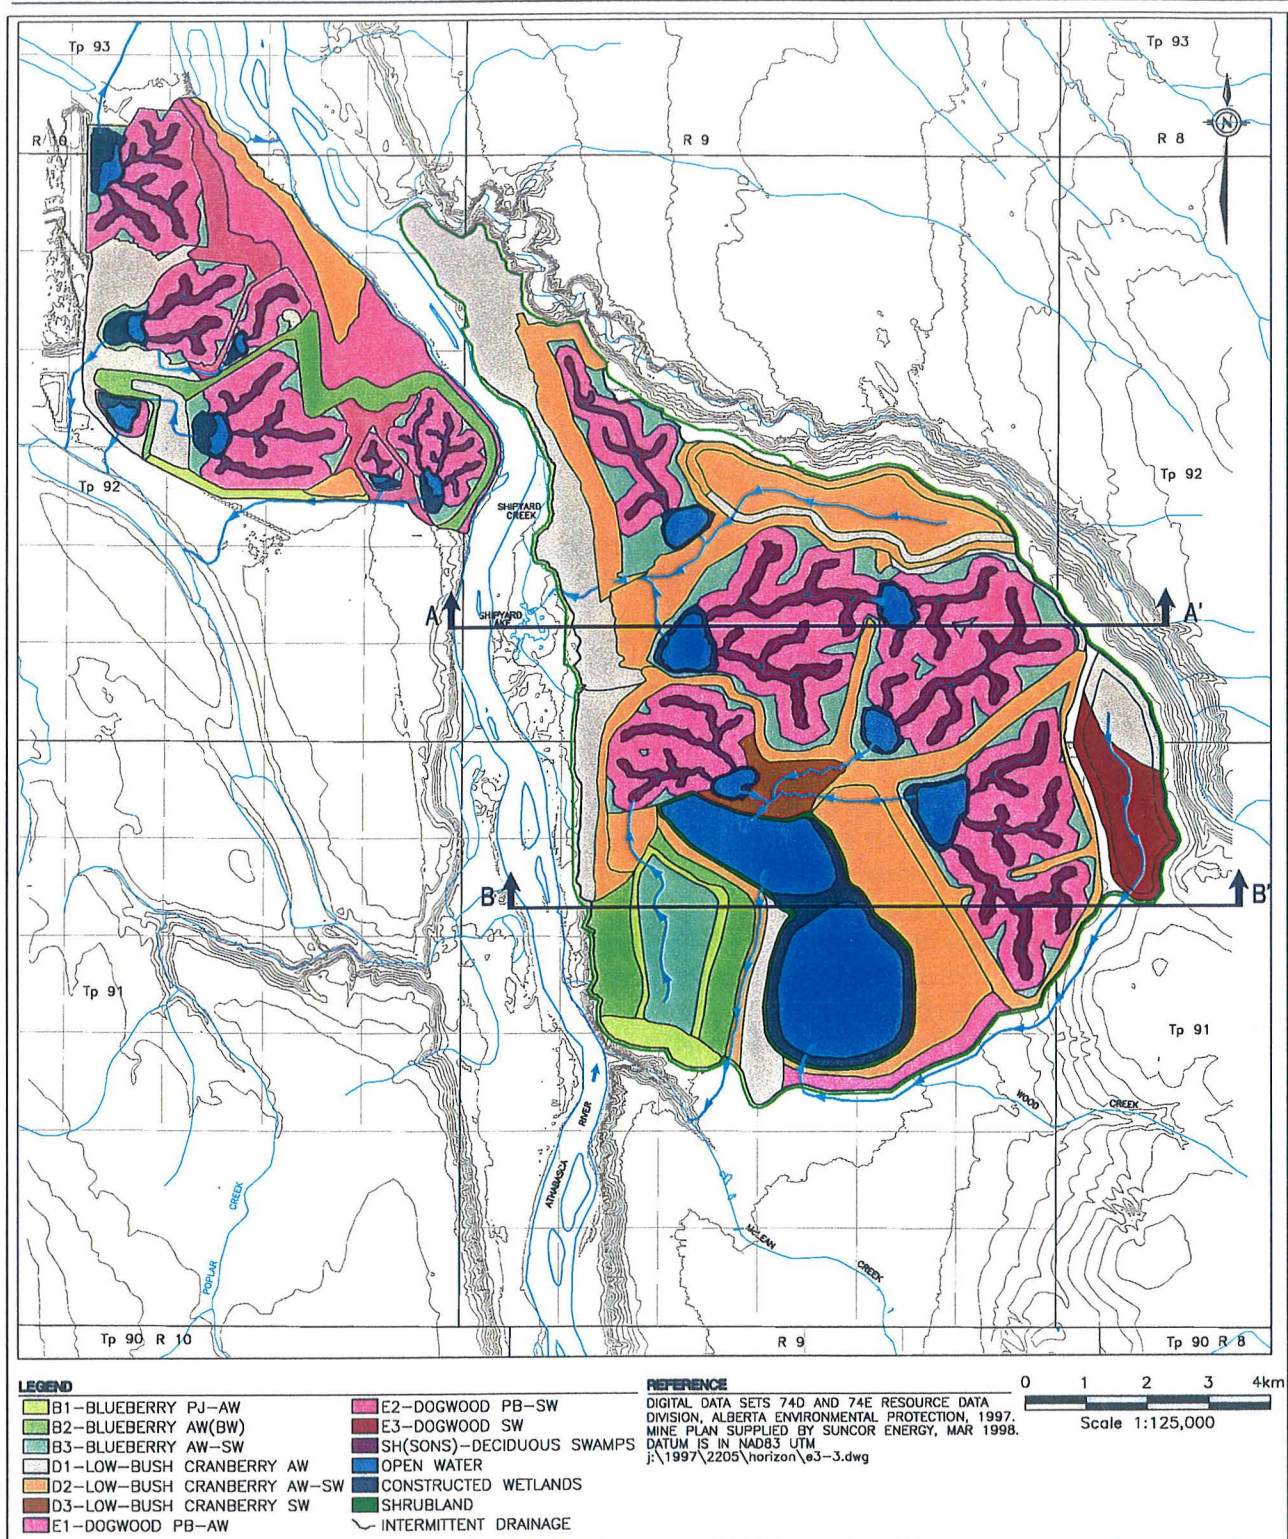 Tp 93
Tp 93
N
R 10
R 9
R 8
Tp 92
Tp 92
SHIPYARD
CREEK
SHIPYARD
LAKE
A
A'
B
B'
Tp 91
Tp 91
WOOD
CREEK
ATHABASCA
RIVER
POPLAR
CREEK
McLEAN
CREEK
Tp 90 R 10
R 9
Tp 90 R 8
LEGEND
B1-BLUEBERRY PJ-AW
B2-BLUEBERRY AW(BW)
B3-BLUEBERRY AW-SW
D1-LOW-BUSH CRANBERRY AW
D2-LOW-BUSH CRANBERRY AW-SW
D3-LOW-BUSH CRANBERRY SW
E1-DOGWOOD PB-AW
E2-DOGWOOD PB-SW
E3-DOGWOOD SW
SH(SONS)-DECIDUOUS SWAMPS
OPEN WATER
CONSTRUCTED WETLANDS
SHRUBLAND
INTERMITTENT DRAINAGE
REFERENCE
DIGITAL DATA SETS 74D AND 74E RESOURCE DATA
DIVISION, ALBERTA ENVIRONMENTAL PROTECTION, 1997.
MINE PLAN SUPPLIED BY SUNCOR ENERGY, MAR 1998.
DATUM IS IN NAD83 UTM
j:\1997\2205\horizon\e3-3.dwg
0 1 2 3 4km
Scale 1:125,000